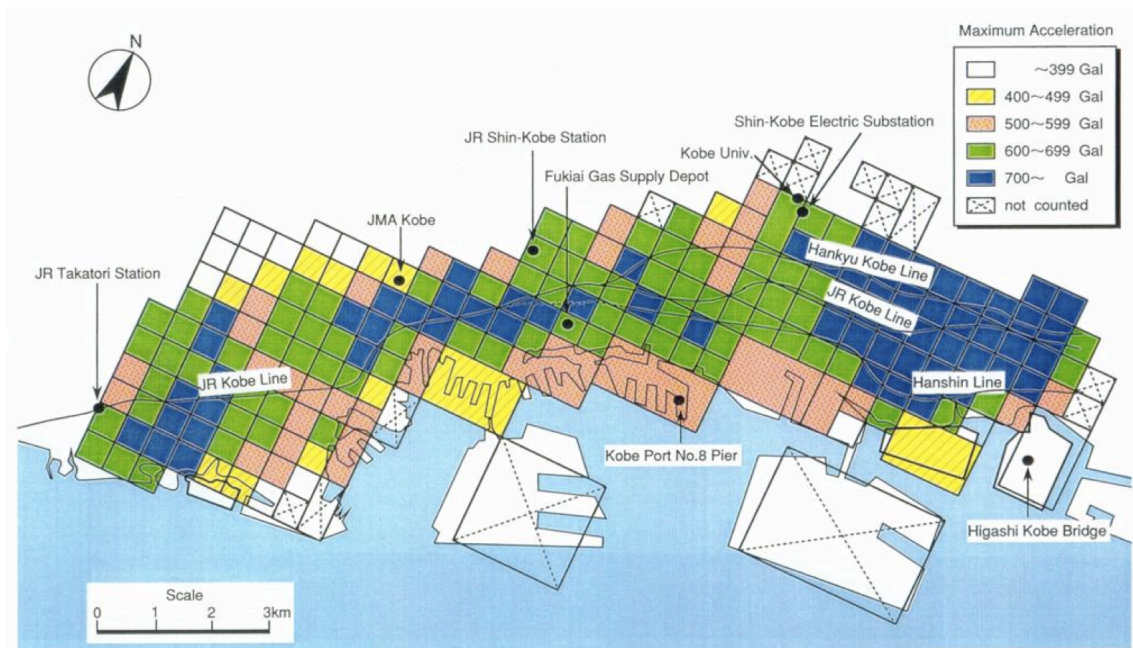 N
Maximum Acceleration
~399 Gal
400~499 Gal
500~599 Gal
600~699 Gal
700~ Gal
not counted
Shin-Kobe Electric Substation
JR Shin-Kobe Station
Kobe Univ.
Fukiai Gas Supply Depot
JMA Kobe
JR Takatori Station
Hankyu Kobe Line
JR Kobe Line
JR Kobe Line
Hanshin Line
Kobe Port No.8 Pier
Higashi Kobe Bridge
Scale
0 1 2 3km